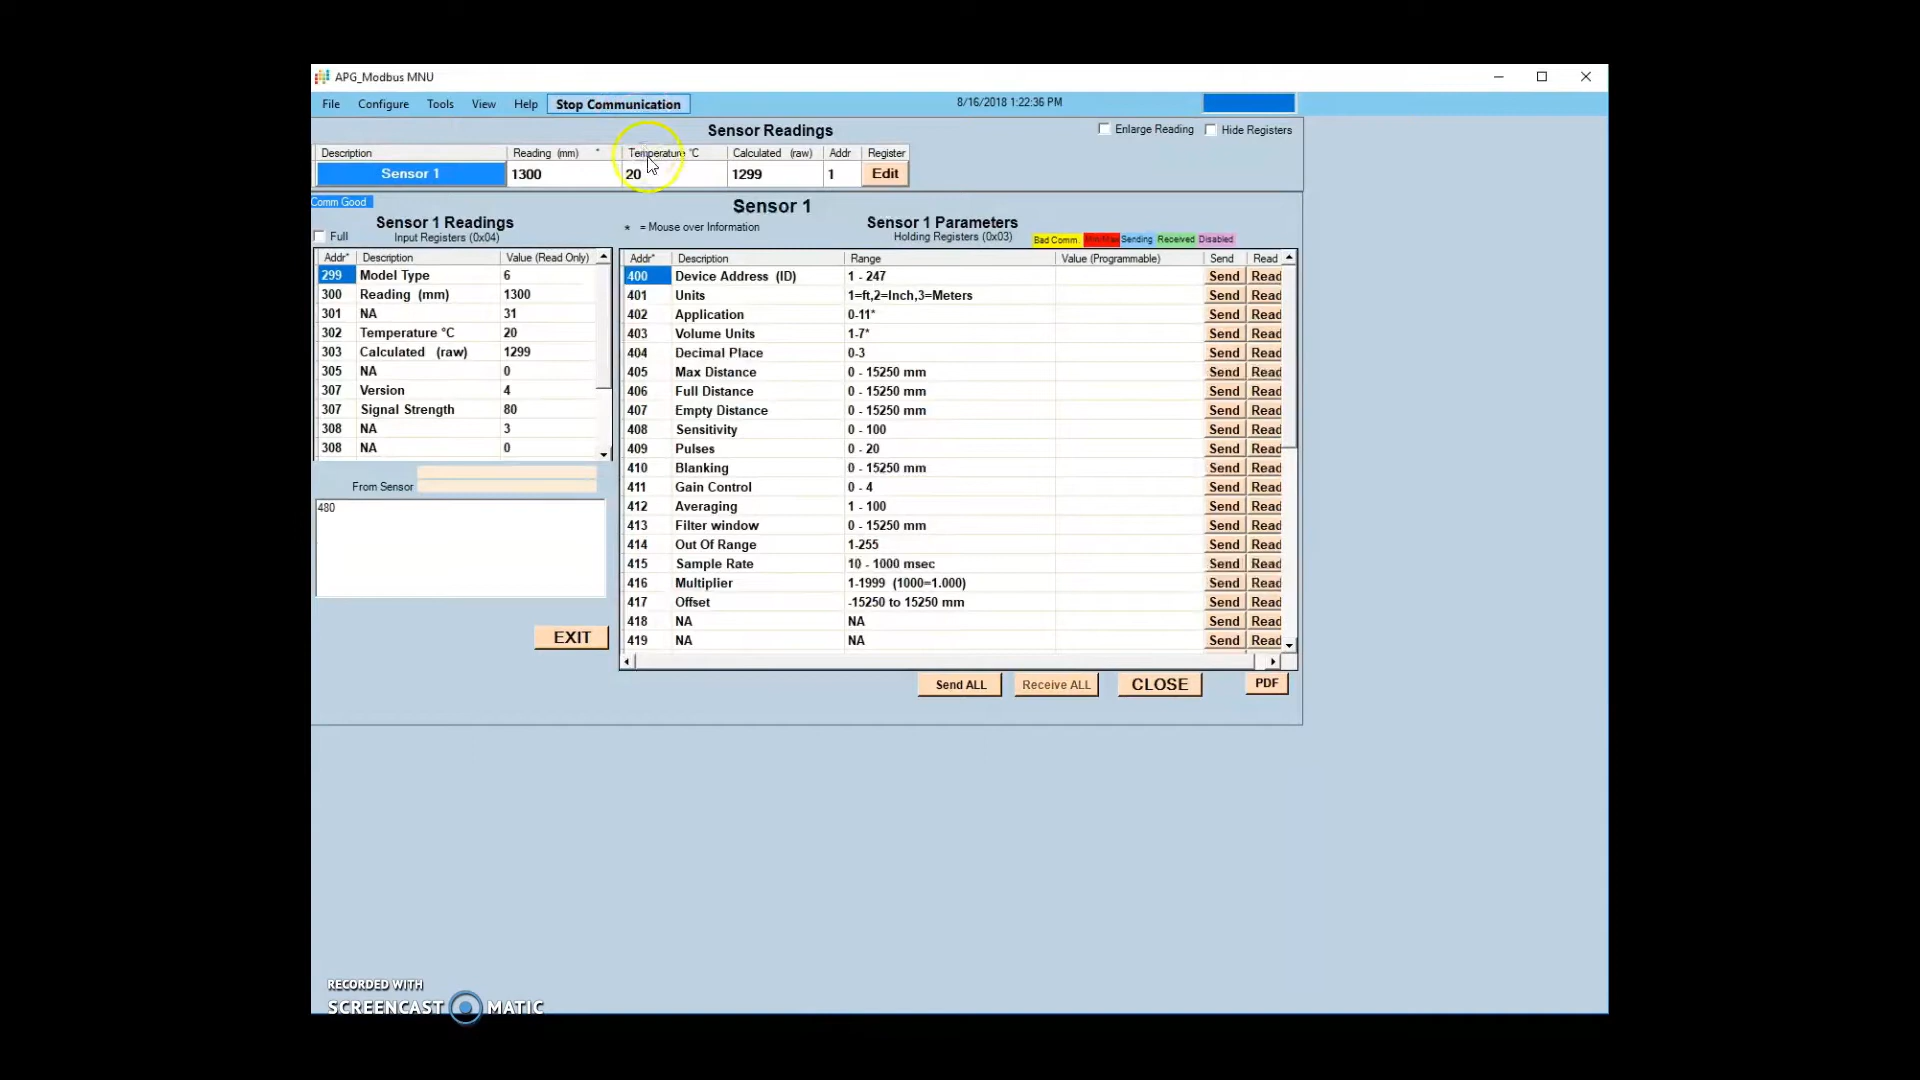 APG_Modbus MNU
File Configure Tools View Help Stop Communication 8/16/2018 1:22:36 PM
Sensor Readings
Enlarge Reading Hide Registers
Description Reading (mm) * Temperature °C Calculated (raw) Addr Register
Sensor 1 1300 20 1299 1 Edit
Comm Good
Sensor 1
Sensor 1 Readings
* = Mouse over Information
Sensor 1 Parameters
Full
Input Registers (0x04)
Holding Registers (0x03)
Bad Comm. Min/Max Sending Received Disabled
Addr* Description Value (Read Only)
299 Model Type 6
300 Reading (mm) 1300
301 NA 31
302 Temperature °C 20
303 Calculated (raw) 1299
305 NA 0
307 Version 4
307 Signal Strength 80
308 NA 3
308 NA 0
From Sensor
480
EXIT
Addr* Description Range Value (Programmable) Send Read
400 Device Address (ID) 1 - 247 Send Read
401 Units 1=ft,2=Inch,3=Meters Send Read
402 Application 0-11* Send Read
403 Volume Units 1-7* Send Read
404 Decimal Place 0-3 Send Read
405 Max Distance 0 - 15250 mm Send Read
406 Full Distance 0 - 15250 mm Send Read
407 Empty Distance 0 - 15250 mm Send Read
408 Sensitivity 0 - 100 Send Read
409 Pulses 0 - 20 Send Read
410 Blanking 0 - 15250 mm Send Read
411 Gain Control 0 - 4 Send Read
412 Averaging 1 - 100 Send Read
413 Filter window 0 - 15250 mm Send Read
414 Out Of Range 1-255 Send Read
415 Sample Rate 10 - 1000 msec Send Read
416 Multiplier 1-1999 (1000=1.000) Send Read
417 Offset -15250 to 15250 mm Send Read
418 NA NA Send Read
419 NA NA Send Read
Send ALL Receive ALL CLOSE PDF
RECORDED WITH
SCREENCAST MATIC